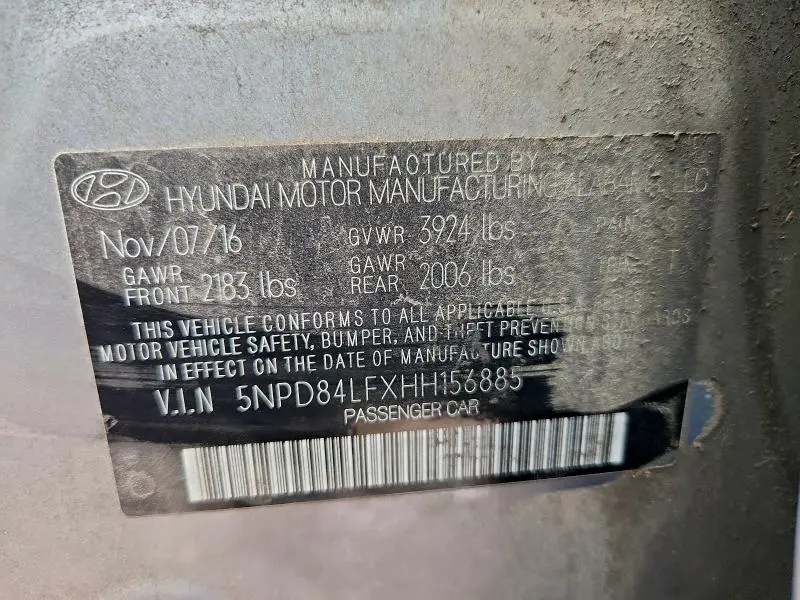 MANUFACTURED BY
HYUNDAI MOTOR MANUFACTURING
Nov/07/16 GVWR 3924 lbs
GAWR FRONT 2183 lbs GAWR REAR 2006 lbs
THIS VEHICLE CONFORMS TO ALL APPLICABLE
MOTOR VEHICLE SAFETY, BUMPER, AND THEFT PREVENTION STANDARDS
IN EFFECT ON THE DATE OF MANUFACTURE SHOWN ABOVE
V.I.N 5NPD84LFXHH156885
PASSENGER CAR